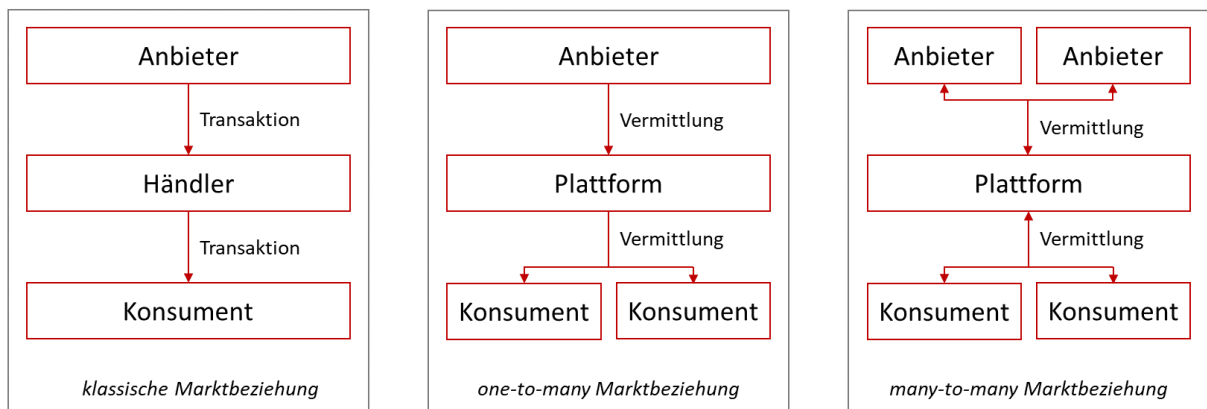 Anbieter
Transaktion
Händler
Transaktion
Konsument
klassische Marktbeziehung
Anbieter
Vermittlung
Plattform
Vermittlung
Konsument
Konsument
one-to-many Marktbeziehung
Anbieter
Anbieter
Vermittlung
Plattform
Vermittlung
Konsument
Konsument
many-to-many Marktbeziehung